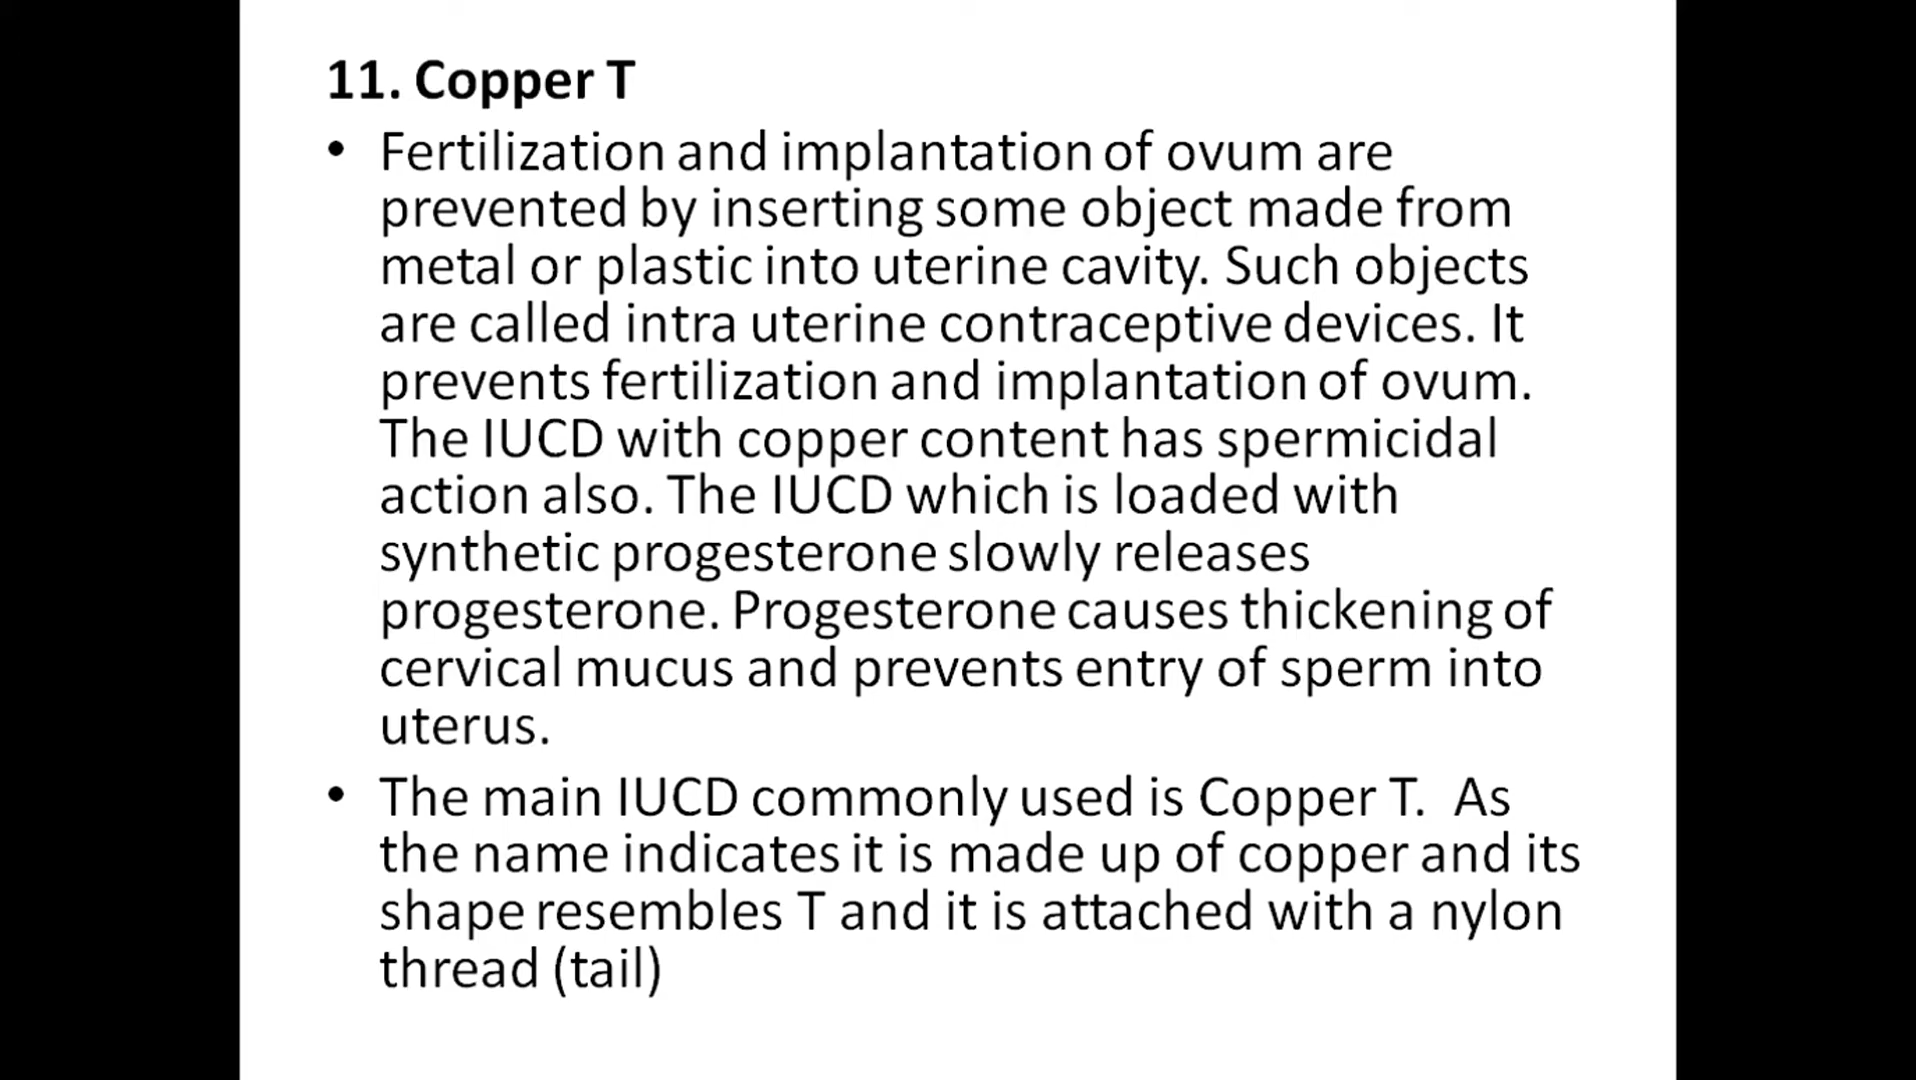 11. Copper T
• Fertilization and implantation of ovum are
prevented by inserting some object made from
metal or plastic into uterine cavity. Such objects
are called intra uterine contraceptive devices. It
prevents fertilization and implantation of ovum.
The IUCD with copper content has spermicidal
action also. The IUCD which is loaded with
synthetic progesterone slowly releases
progesterone. Progesterone causes thickening of
cervical mucus and prevents entry of sperm into
uterus.
• The main IUCD commonly used is Copper T.  As
the name indicates it is made up of copper and its
shape resembles T and it is attached with a nylon
thread (tail)